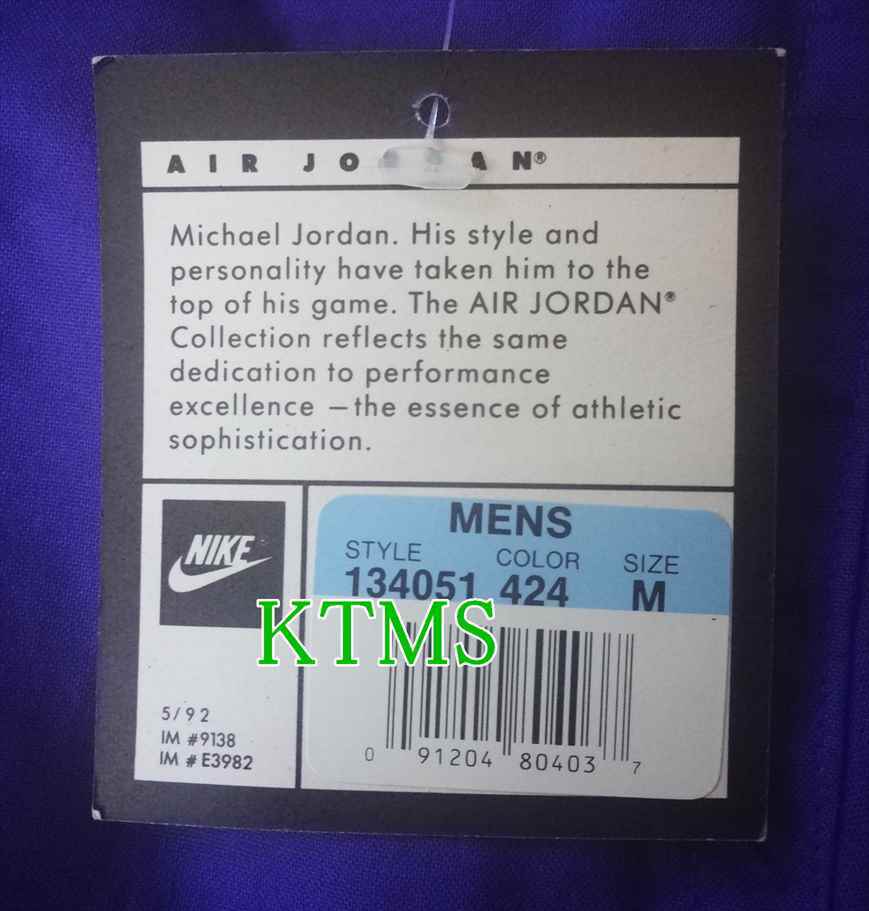 AIR JO AN®
Michael Jordan. His style and
personality have taken him to the
top of his game. The AIR JORDAN®
Collection reflects the same
dedication to performance
excellence —the essence of athletic
sophistication.
NIKE
MENS
STYLE COLOR SIZE
134051 424 M
KTMS
5/92
IM #9138
IM # E3982
0 91204 80403 7